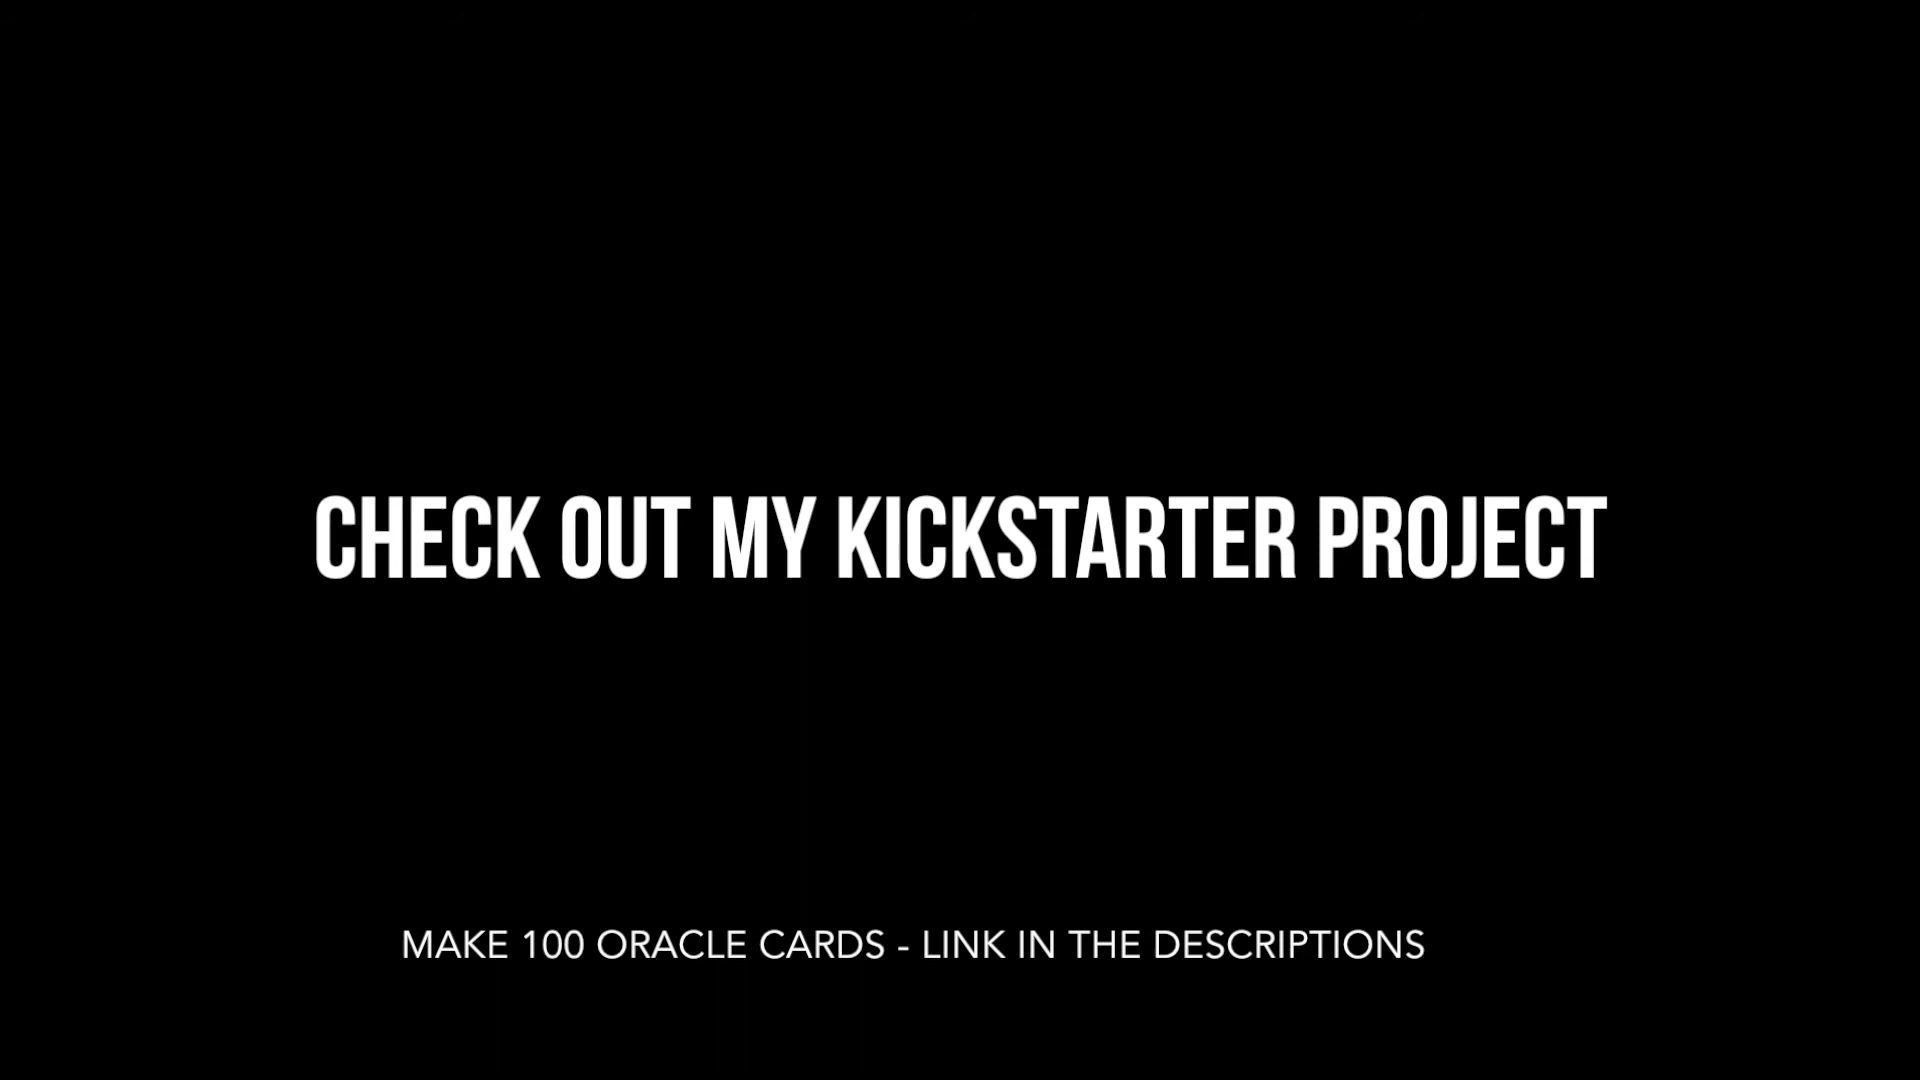 CHECK OUT MY KICKSTARTER PROJECT
MAKE 100 ORACLE CARDS - LINK IN THE DESCRIPTIONS